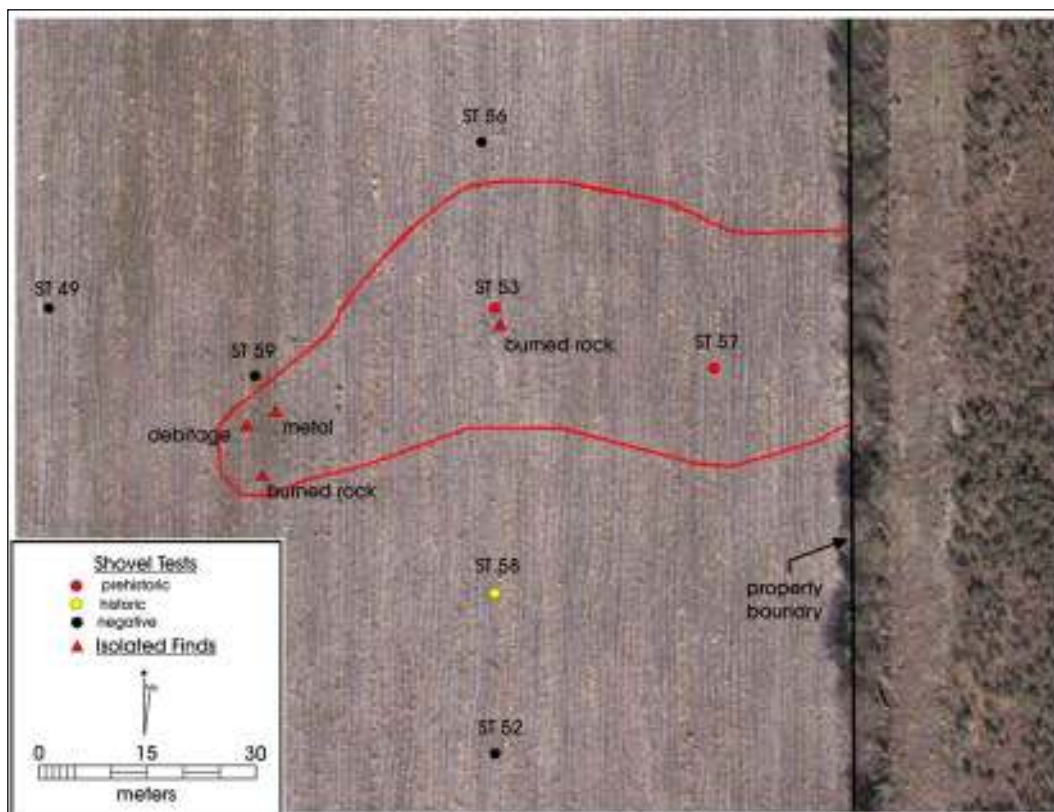 ST 56
ST 49
ST 53
burned rock
ST 57
ST 59
debitage
metal
burned rock
ST 58
property
boundry
ST 52
Shovel Tests
prehistoric
historic
negative
Isolated Finds
0 15 30
meters